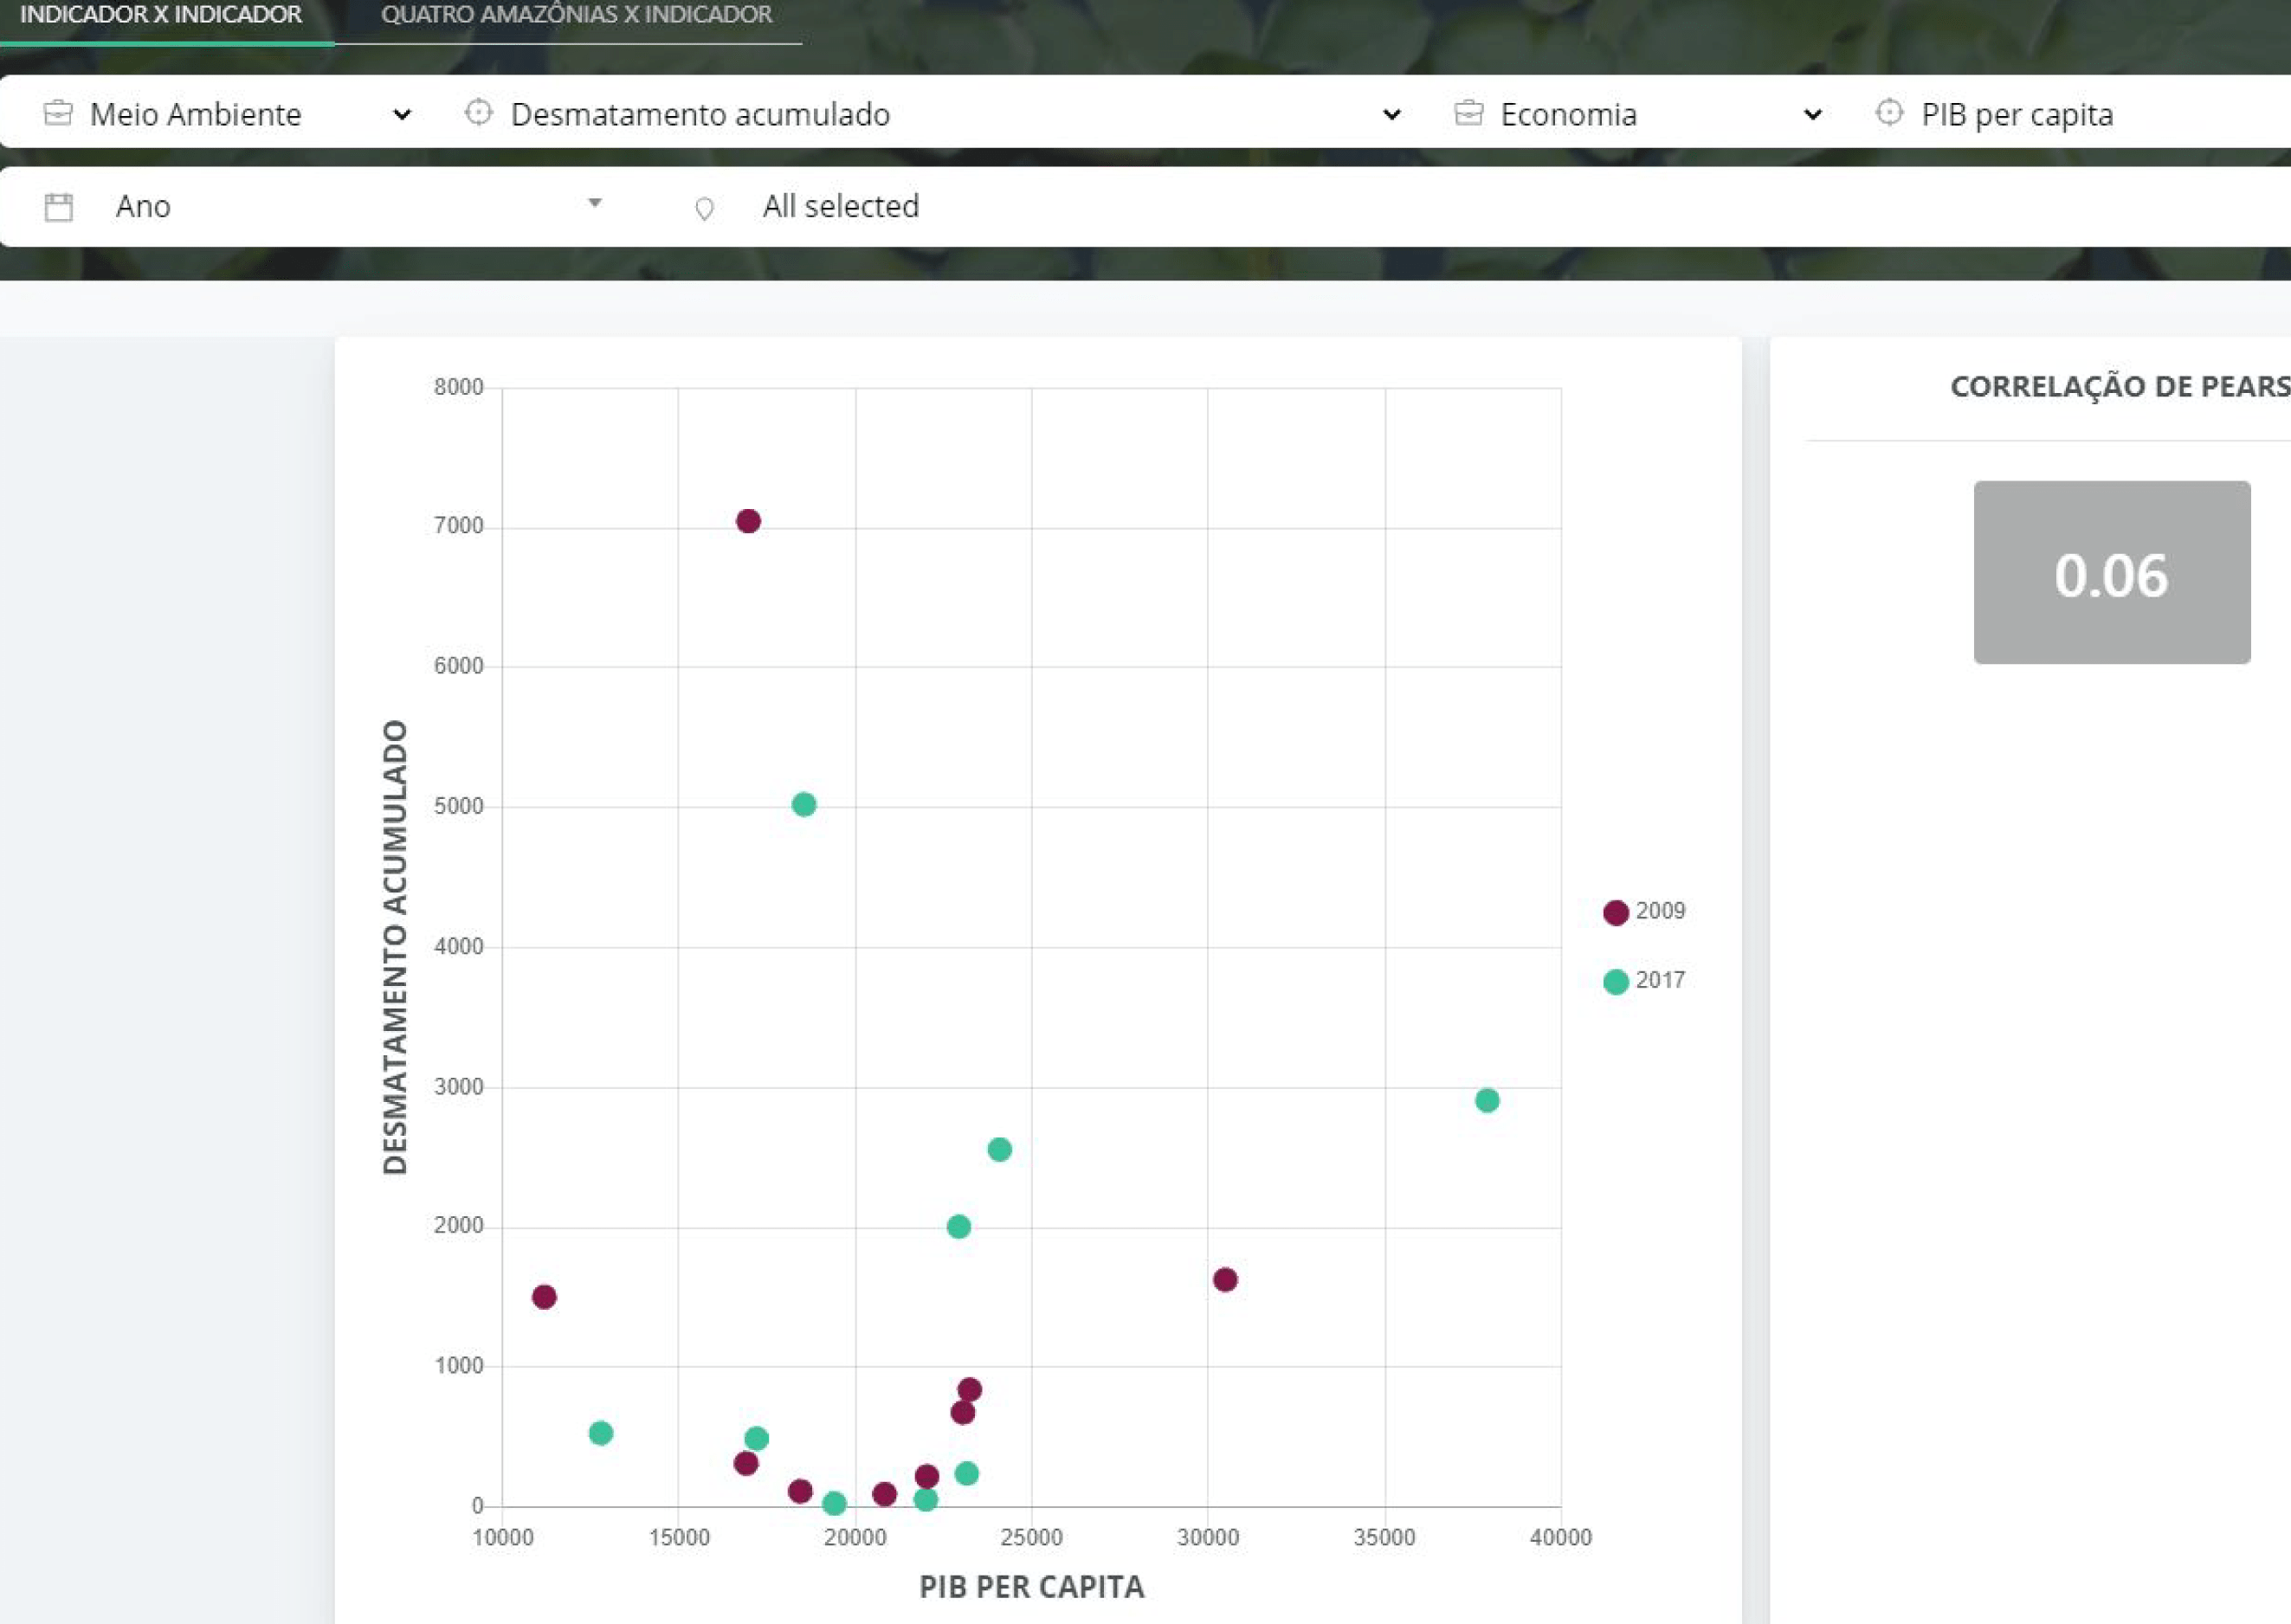 INDICADOR X INDICADOR
QUATRO AMAZÔNIAS X INDICADOR
Meio Ambiente
Desmatamento acumulado
Economia
PIB per capita
Ano
All selected
8000
7000
6000
5000
4000
3000
2000
1000
0
DESMATAMENTO ACUMULADO
10000
15000
20000
25000
30000
35000
40000
PIB PER CAPITA
2009
2017
CORRELAÇÃO DE PEARS
0.06